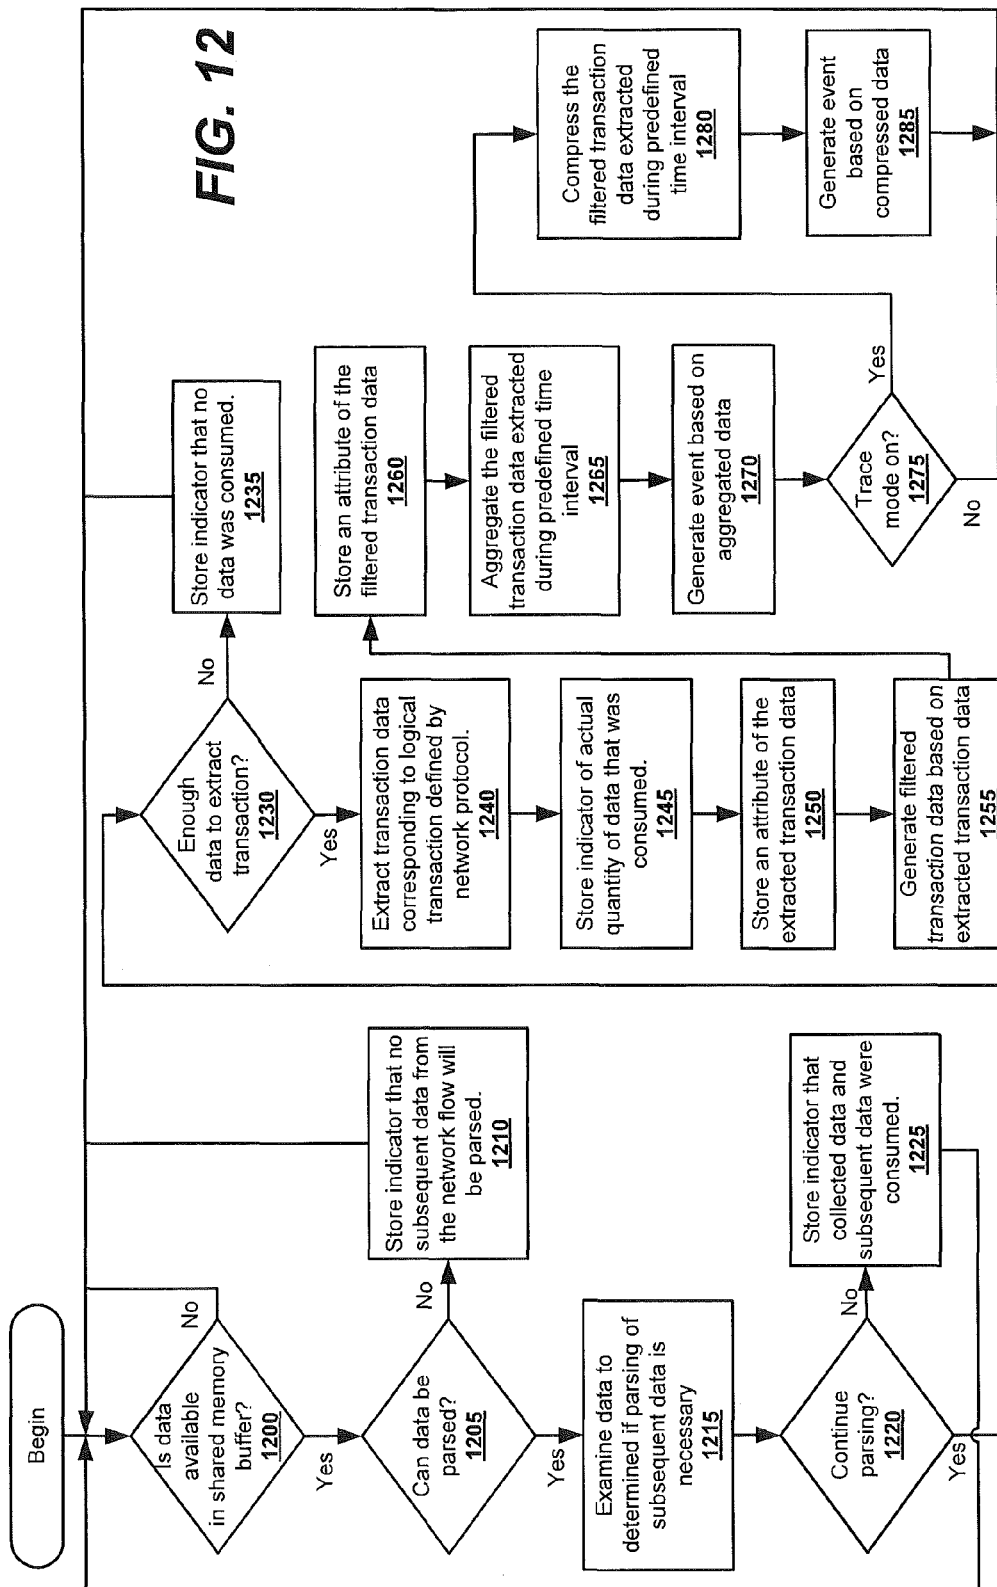 FIG. 12
Begin
Is data
available
in shared memory
buffer?
1200
No
Yes
Can data be
parsed?
1205
No
Yes
Store indicator that no
subsequent data from
the network flow will
be parsed.
1210
Examine data to
determined if parsing of
subsequent data is
necessary
1215
Continue
parsing?
1220
No
Yes
Store indicator that
collected data and
subsequent data were
consumed.
1225
Enough
data to extract
transaction?
1230
No
Yes
Store indicator that no
data was consumed.
1235
Extract transaction data
corresponding to logical
transaction defined by
network protocol.
1240
Store indicator of actual
quantity of data that was
consumed.
1245
Store an attribute of the
extracted transaction data
1250
Generate filtered
transaction data based on
extracted transaction data
1255
Store an attribute of the
filtered transaction data
1260
Aggregate the filtered
transaction data extracted
during predefined time
interval
1265
Generate event based on
aggregated data
1270
Trace
mode on?
1275
Yes
No
Compress the
filtered transaction
data extracted
during predefined
time interval
1280
Generate event
based on
compressed data
1285